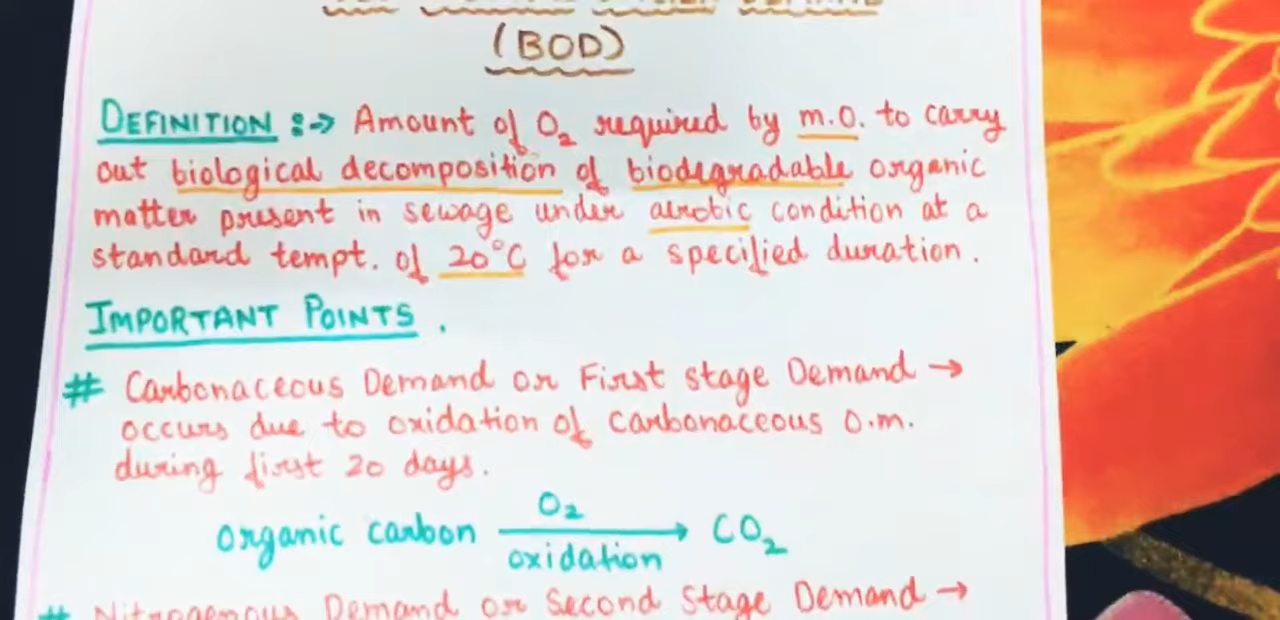 (BOD)
DEFINITION :→ Amount of O₂ required by m.O. to carry
out biological decomposition of biodegradable organic
matter present in sewage under aerobic condition at a
standard tempt. of 20°C for a specified duration.
IMPORTANT POINTS.
# Carbonaceous Demand or First stage Demand →
occurs due to oxidation of carbonaceous O.m.
during first 20 days.
organic carbon O₂ oxidation → CO₂
# Nitrogenous Demand or Second Stage Demand →